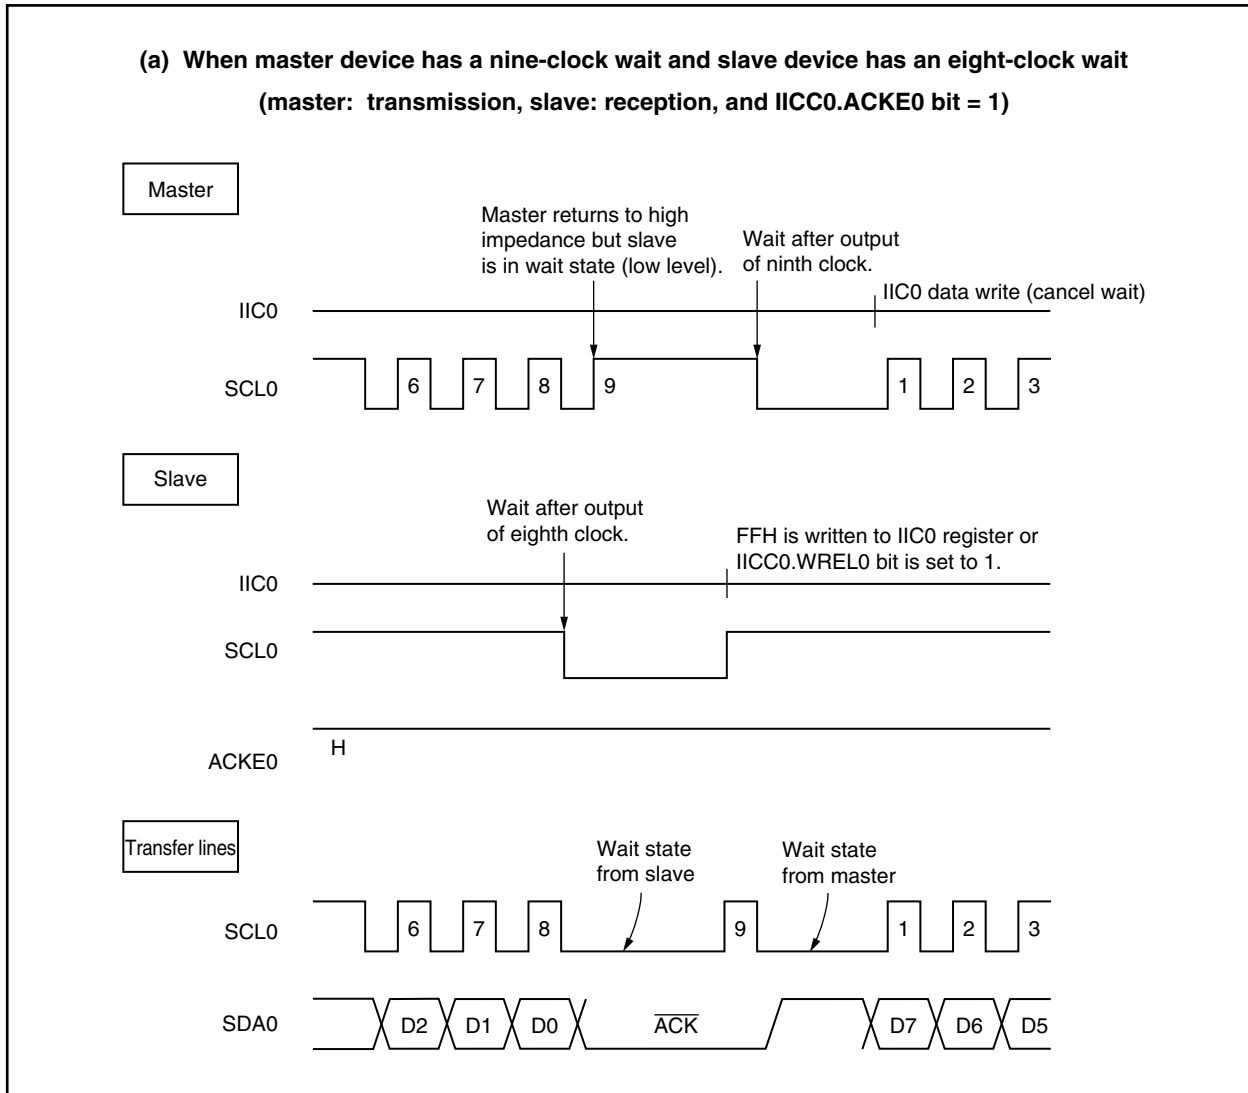 (a) When master device has a nine-clock wait and slave device has an eight-clock wait
(master: transmission, slave: reception, and IICC0.ACKE0 bit = 1)
Master
Master returns to high
impedance but slave
is in wait state (low level).
Wait after output
of ninth clock.
IIC0 data write (cancel wait)
IIC0
SCL0
6 7 8 9 1 2 3
Slave
Wait after output
of eighth clock.
FFH is written to IIC0 register or
IICC0.WREL0 bit is set to 1.
IIC0
SCL0
H
ACKE0
Transfer lines
Wait state
from slave
Wait state
from master
SCL0
6 7 8 9 1 2 3
SDA0
D2 D1 D0 A̅C̅K̅ D7 D6 D5